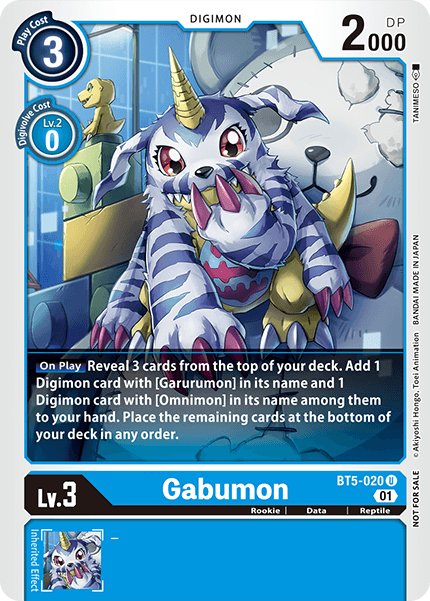 Play Cost
3
DIGIMON
DP
2000
Digivolve Cost
Lv.2
0
TANIMESO
On Play Reveal 3 cards from the top of your deck. Add 1
Digimon card with [Garurumon] in its name and 1
Digimon card with [Omnimon] in its name among them
to your hand. Place the remaining cards at the bottom of
your deck in any order.
© Akiyoshi Hongo, Toei Animation BANDAI MADE IN JAPAN
NOT FOR SALE
Lv.3
Gabumon
BT5-020 U
01
Rookie | Data | Reptile
Inherited Effect
–